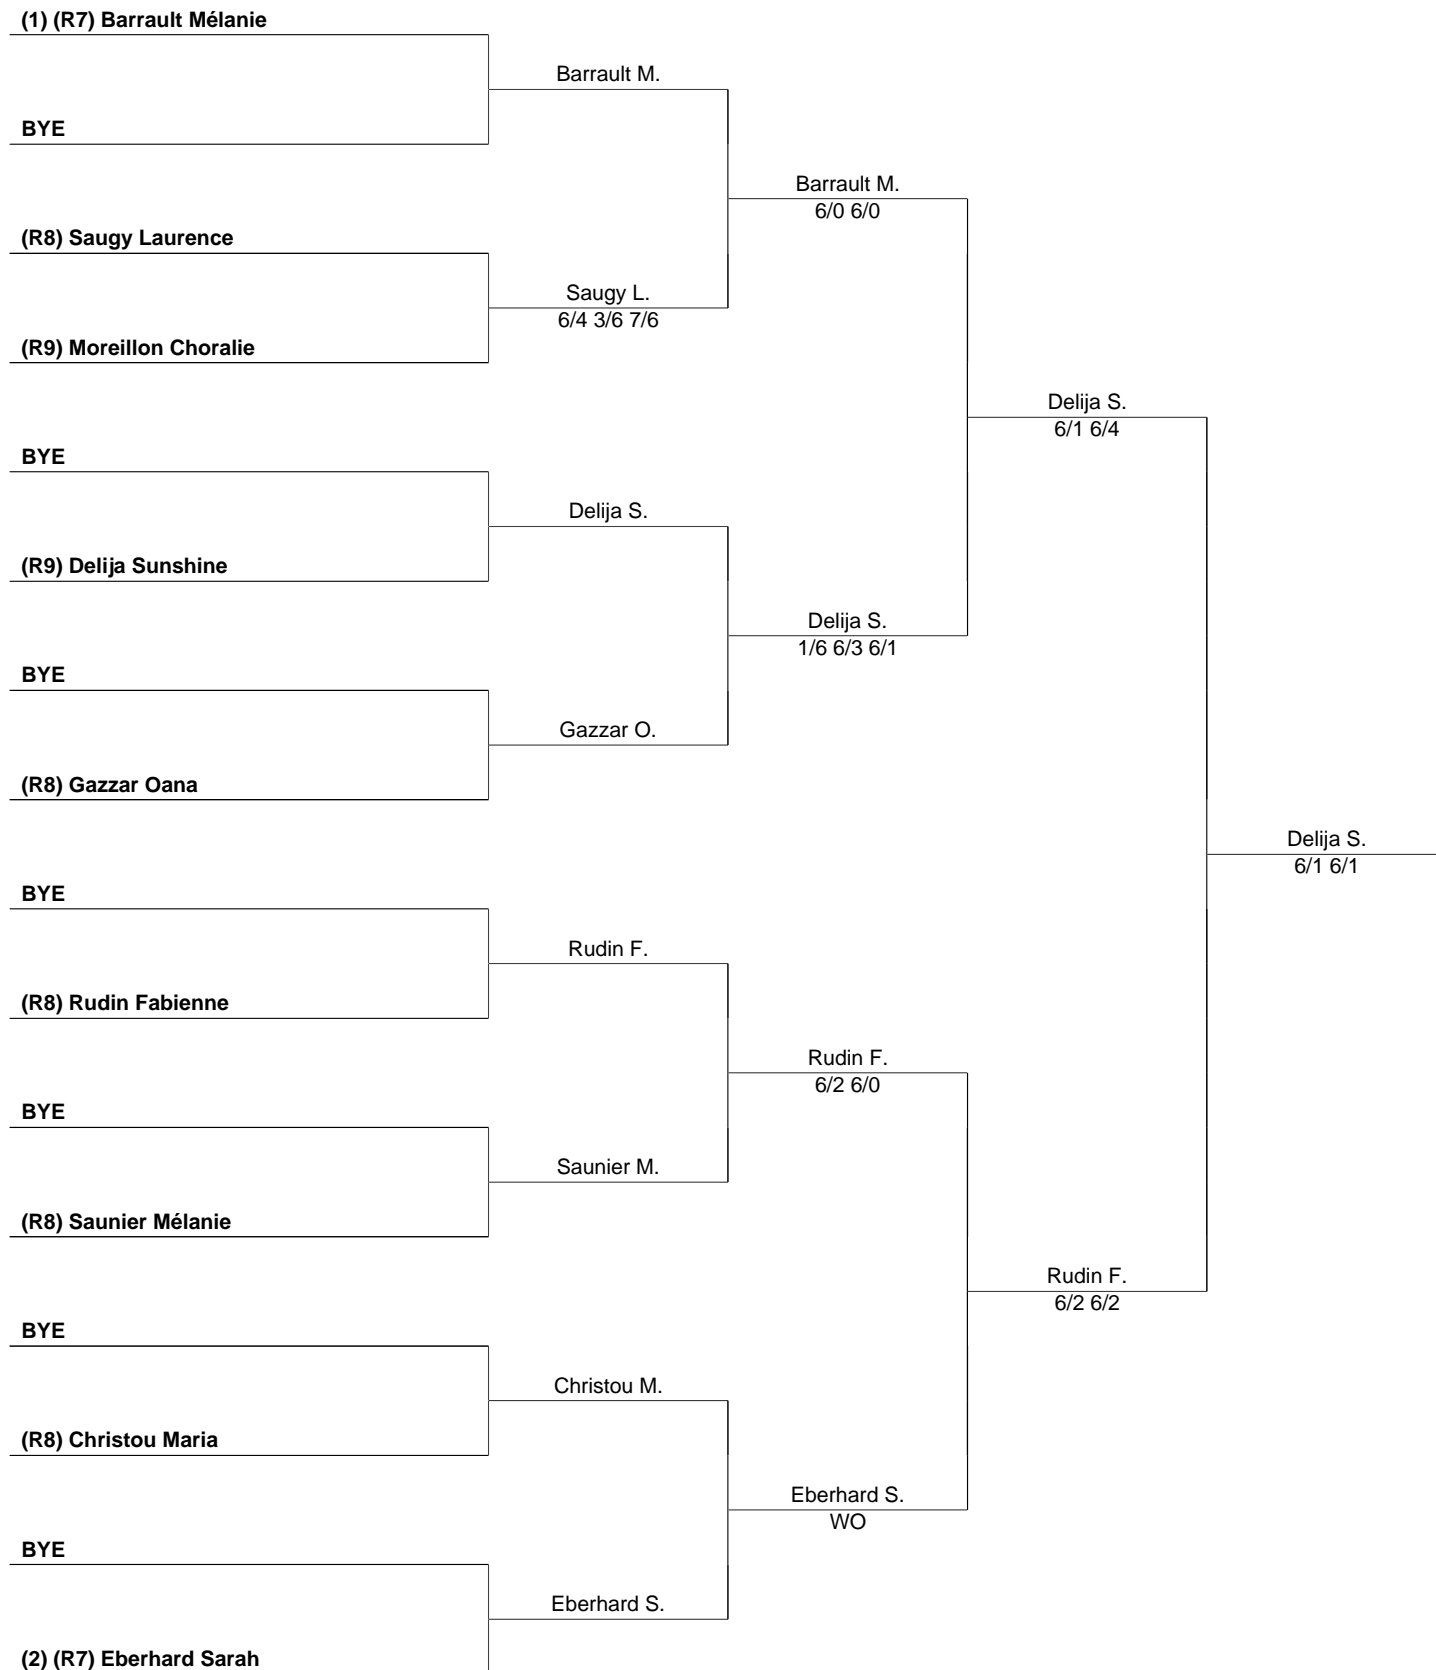 (1) (R7) Barrault Mélanie
Barrault M.
BYE
Barrault M.
6/0 6/0
(R8) Saugy Laurence
Saugy L.
6/4 3/6 7/6
(R9) Moreillon Choralie
Delija S.
6/1 6/4
BYE
Delija S.
(R9) Delija Sunshine
Delija S.
1/6 6/3 6/1
BYE
Gazzar O.
(R8) Gazzar Oana
Delija S.
6/1 6/1
BYE
Rudin F.
(R8) Rudin Fabienne
Rudin F.
6/2 6/0
BYE
Saunier M.
(R8) Saunier Mélanie
Rudin F.
6/2 6/2
BYE
Christou M.
(R8) Christou Maria
Eberhard S.
WO
BYE
Eberhard S.
(2) (R7) Eberhard Sarah